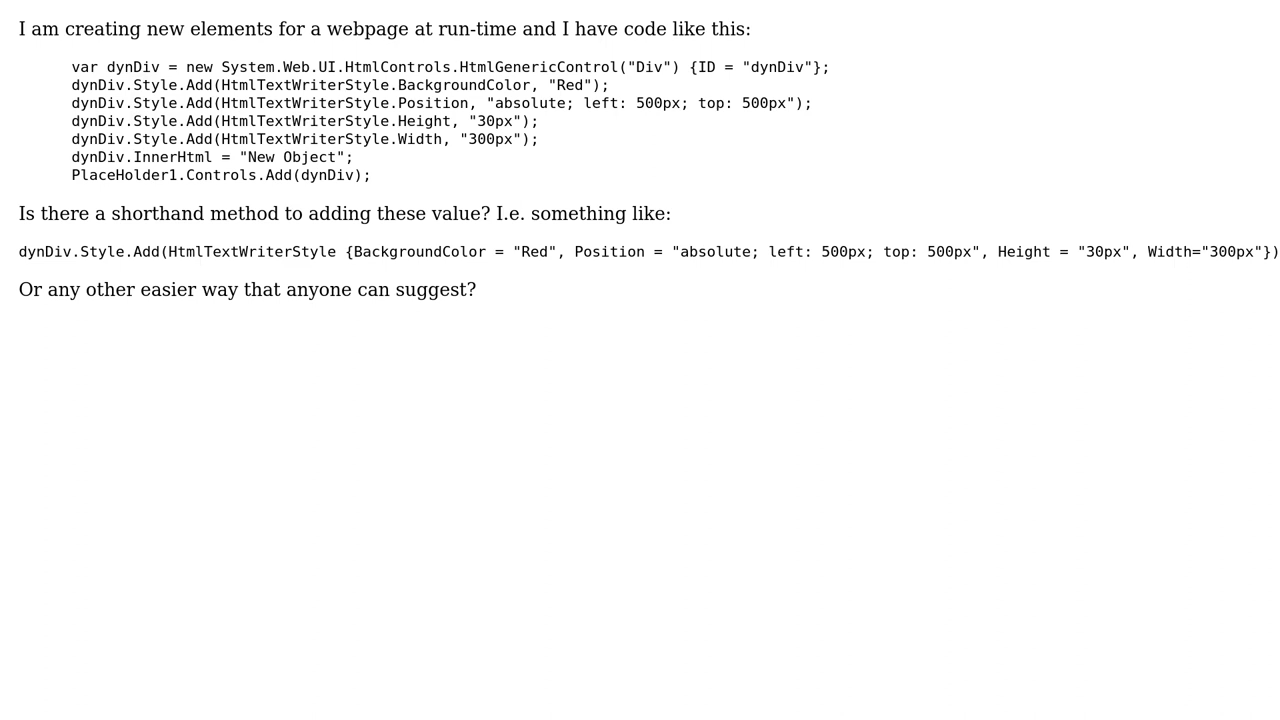 I am creating new elements for a webpage at run-time and I have code like this:
var dynDiv = new System.Web.UI.HtmlControls.HtmlGenericControl("Div") {ID = "dynDiv"};
dynDiv.Style.Add(HtmlTextWriterStyle.BackgroundColor, "Red");
dynDiv.Style.Add(HtmlTextWriterStyle.Position, "absolute; left: 500px; top: 500px");
dynDiv.Style.Add(HtmlTextWriterStyle.Height, "30px");
dynDiv.Style.Add(HtmlTextWriterStyle.Width, "300px");
dynDiv.InnerHtml = "New Object";
PlaceHolder1.Controls.Add(dynDiv);
Is there a shorthand method to adding these value? I.e. something like:
dynDiv.Style.Add(HtmlTextWriterStyle {BackgroundColor = "Red", Position = "absolute; left: 500px; top: 500px", Height = "30px", Width="300px"})
Or any other easier way that anyone can suggest?